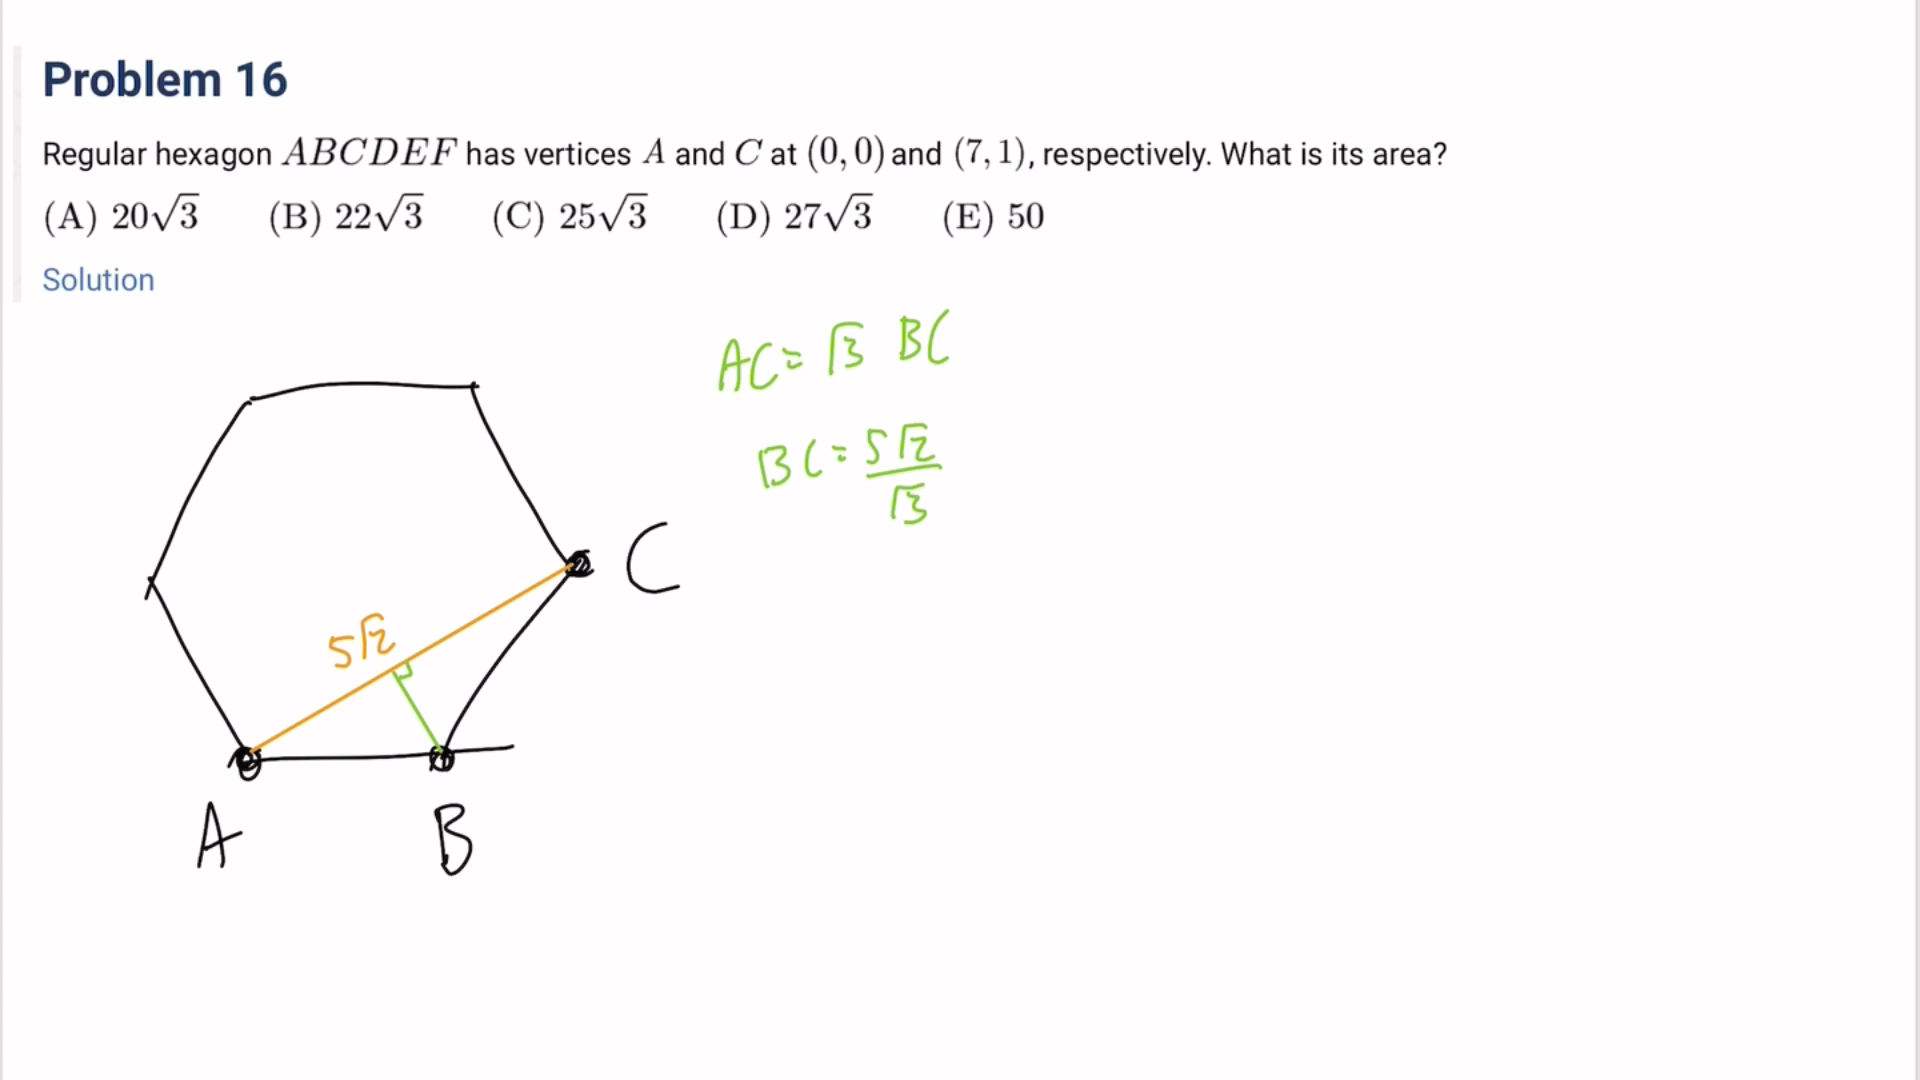 Problem 16
Regular hexagon ABCDEF has vertices A and C at (0, 0) and (7, 1), respectively. What is its area?
(A) 20√3 (B) 22√3 (C) 25√3 (D) 27√3 (E) 50
Solution
AC = √3 BC
BC = 5√2/√3
C
5√2
A B